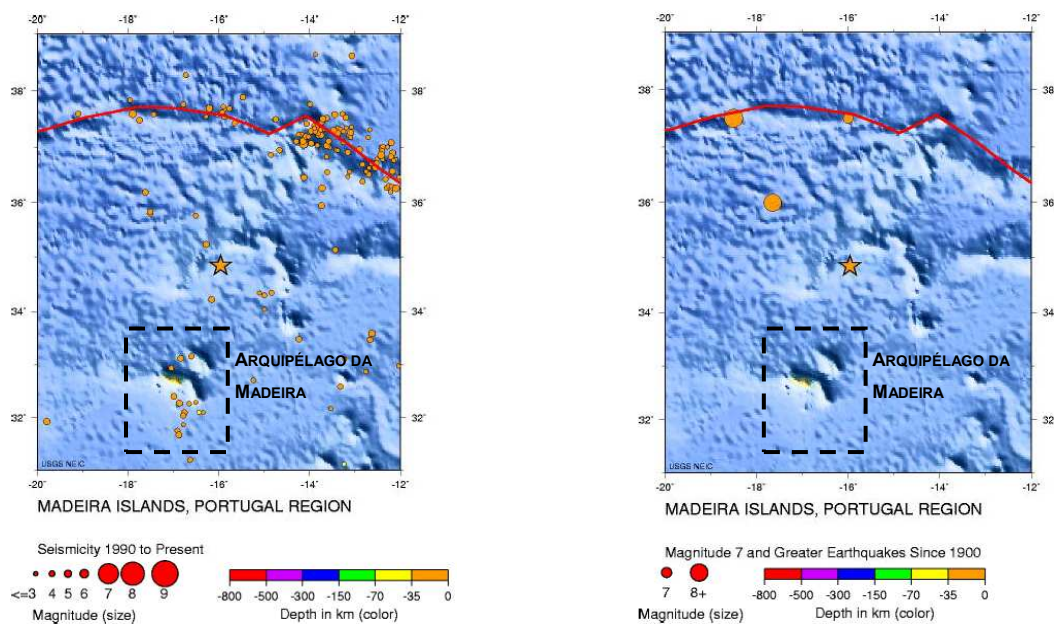 -20° -18° -16° -14° -12°
38° 38°
36° 36°
34° 34°
32° 32°
ARQUIPÉLAGO DA
MADEIRA
USGS NEIC
-20° -18° -16° -14° -12°
MADEIRA ISLANDS, PORTUGAL REGION
Seismicity 1990 to Present
<=3 4 5 6 7 8 9
Magnitude (size)
-800 -500 -300 -150 -70 -35 0
Depth in km (color)
-20° -18° -16° -14° -12°
38° 38°
36° 36°
34° 34°
32° 32°
ARQUIPÉLAGO DA
MADEIRA
USGS NEIC
-20° -18° -16° -14° -12°
MADEIRA ISLANDS, PORTUGAL REGION
Magnitude 7 and Greater Earthquakes Since 1900
7 8+
Magnitude (size)
-800 -500 -300 -150 -70 -35 0
Depth in km (color)